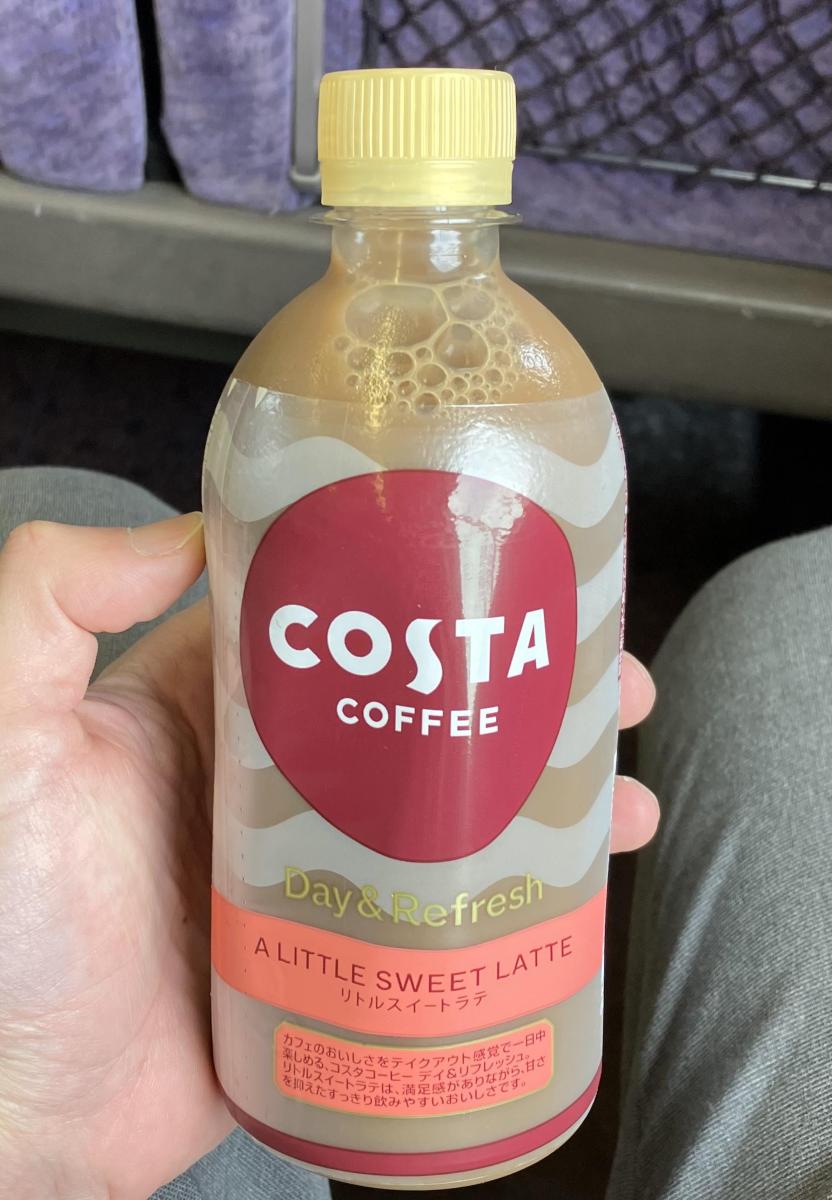 COSTA
COFFEE
Day & Refresh
A LITTLE SWEET LATTE
リトルスイートラテ
カフェのおいしさをテイクアウト感覚で一日中
楽しめる、コスタコーヒー デイ&リフレッシュ。
リトルスイートラテは、満足感がありながら、甘さ
を抑えたすっきり飲みやすいおいしさです。